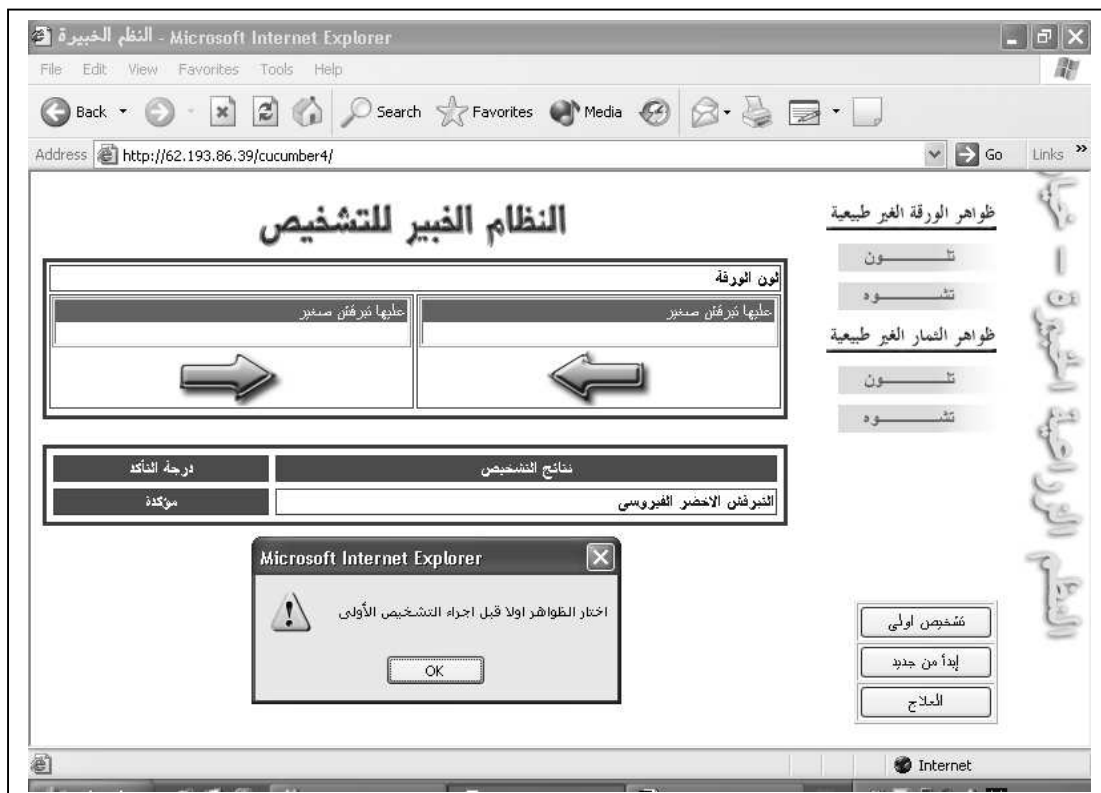 النظم الخبيرة - Microsoft Internet Explorer
File Edit View Favorites Tools Help
Back Search Favorites Media
Address http://62.193.86.39/cucumber4/ Go Links »
النظام الخبير للتشخيص
لون الورقة
عليها تبرقش صغير
عليها تبرقش صغير
نتائج التشخيص
درجة التأكد
التبرقش الاخضر الفيروسى
مؤكدة
ظواهر الورقة الغير طبيعية
تلـــــــون
تشـــــــوه
ظواهر الثمار الغير طبيعية
تلـــــــون
تشـــــــوه
Microsoft Internet Explorer
اختار الظواهر اولا قبل اجراء التشخيص الأولى
OK
تشخيص اولى
إبدأ من جديد
العلاج
Internet